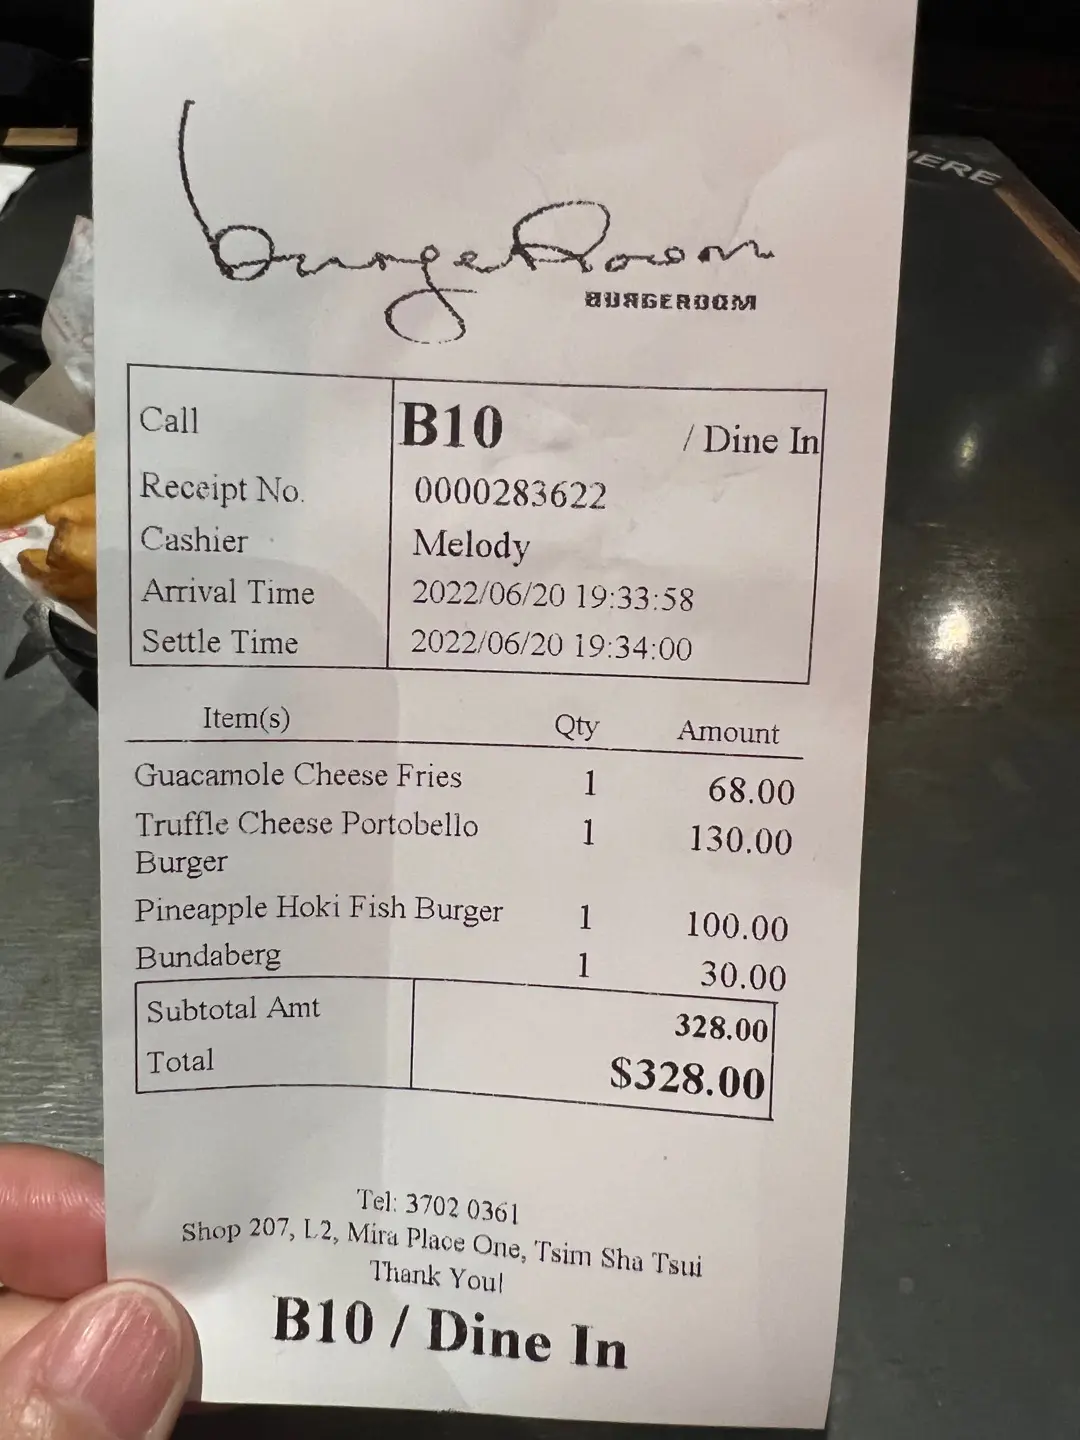 burgeRoom
BURGEROOM
Call B10 / Dine In
Receipt No. 0000283622
Cashier Melody
Arrival Time 2022/06/20 19:33:58
Settle Time 2022/06/20 19:34:00
Item(s) Qty Amount
Guacamole Cheese Fries 1 68.00
Truffle Cheese Portobello 1 130.00
Burger
Pineapple Hoki Fish Burger 1 100.00
Bundaberg 1 30.00
Subtotal Amt 328.00
Total $328.00
Tel: 3702 0361
Shop 207, L2, Mira Place One, Tsim Sha Tsui
Thank You!
B10 / Dine In